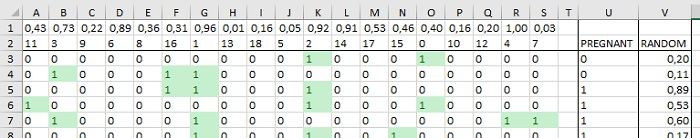 A B C D E F G H I J K L M N O P Q R S T U V
1 0,43 0,73 0,22 0,89 0,36 0,31 0,96 0,01 0,16 0,05 0,92 0,91 0,53 0,46 0,40 0,16 0,20 1,00 0,03
2 11 3 9 6 8 16 1 13 18 5 2 14 17 15 0 10 12 4 7 PREGNANT RANDOM
3 0 0 0 0 0 0 0 0 0 0 1 0 0 0 1 0 0 0 0 0 0,20
4 0 1 0 0 0 1 1 0 0 0 0 0 0 0 0 0 0 0 0 0 0,11
5 0 0 0 0 0 1 1 0 0 0 1 0 0 0 0 0 0 0 0 1 0,89
6 1 0 0 0 0 0 0 0 0 0 1 0 0 0 1 0 0 0 0 1 0,53
7 0 1 0 0 0 0 1 0 0 0 0 0 0 0 0 0 0 1 1 1 0,60
8 0 0 0 0 0 0 1 0 0 0 1 0 0 1 0 0 0 0 0 1 0,17